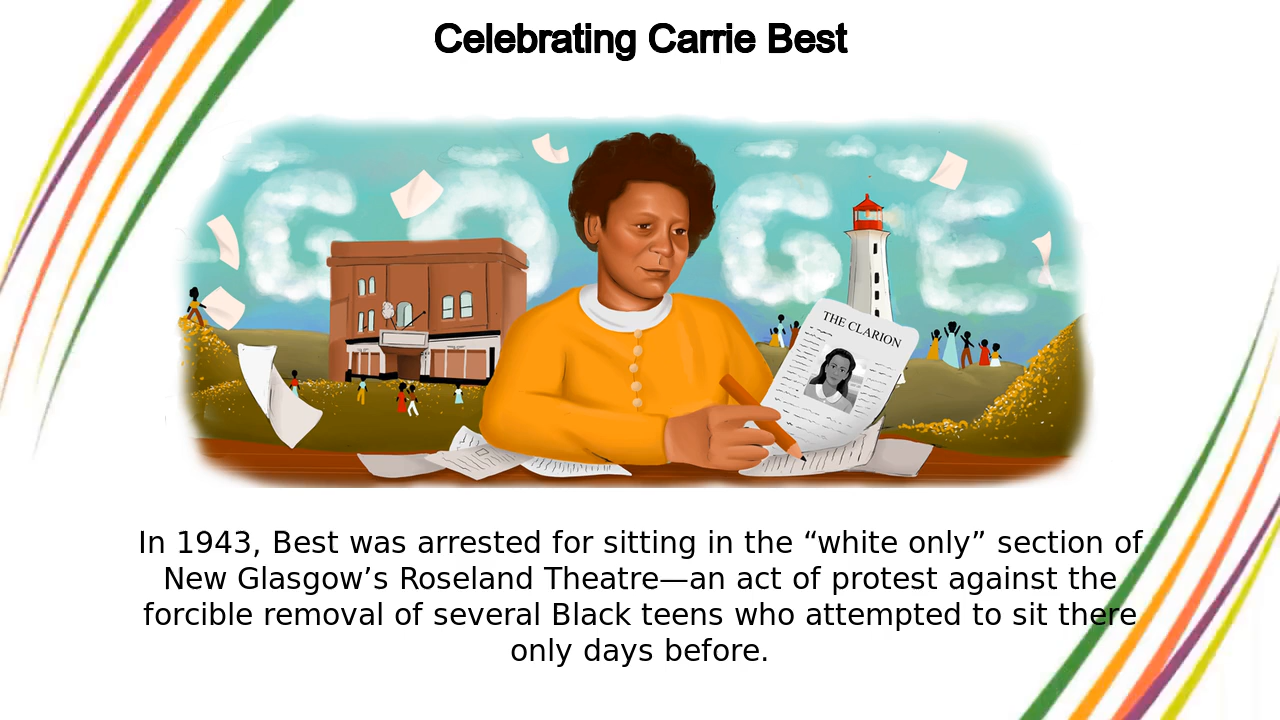 Celebrating Carrie Best
GOOGLE
THE CLARION
In 1943, Best was arrested for sitting in the “white only” section of
New Glasgow’s Roseland Theatre—an act of protest against the
forcible removal of several Black teens who attempted to sit there
only days before.